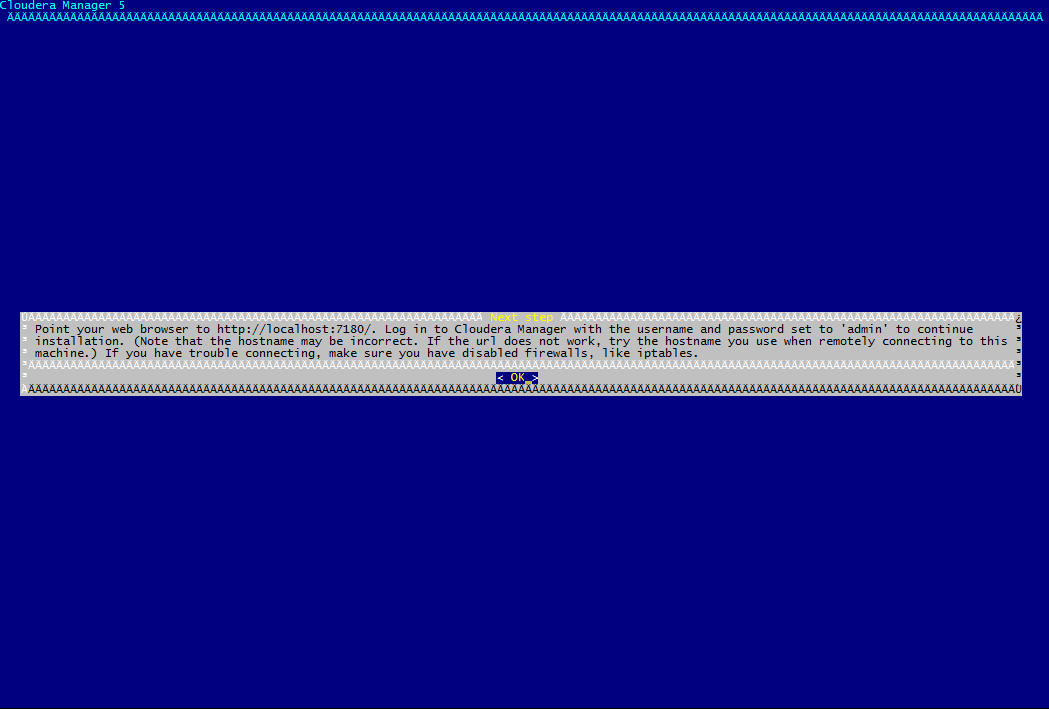 Cloudera Manager 5
Next step
Point your web browser to http://localhost:7180/. Log in to Cloudera Manager with the username and password set to 'admin' to continue
installation. (Note that the hostname may be incorrect. If the url does not work, try the hostname you use when remotely connecting to this
machine.) If you have trouble connecting, make sure you have disabled firewalls, like iptables.
< OK >